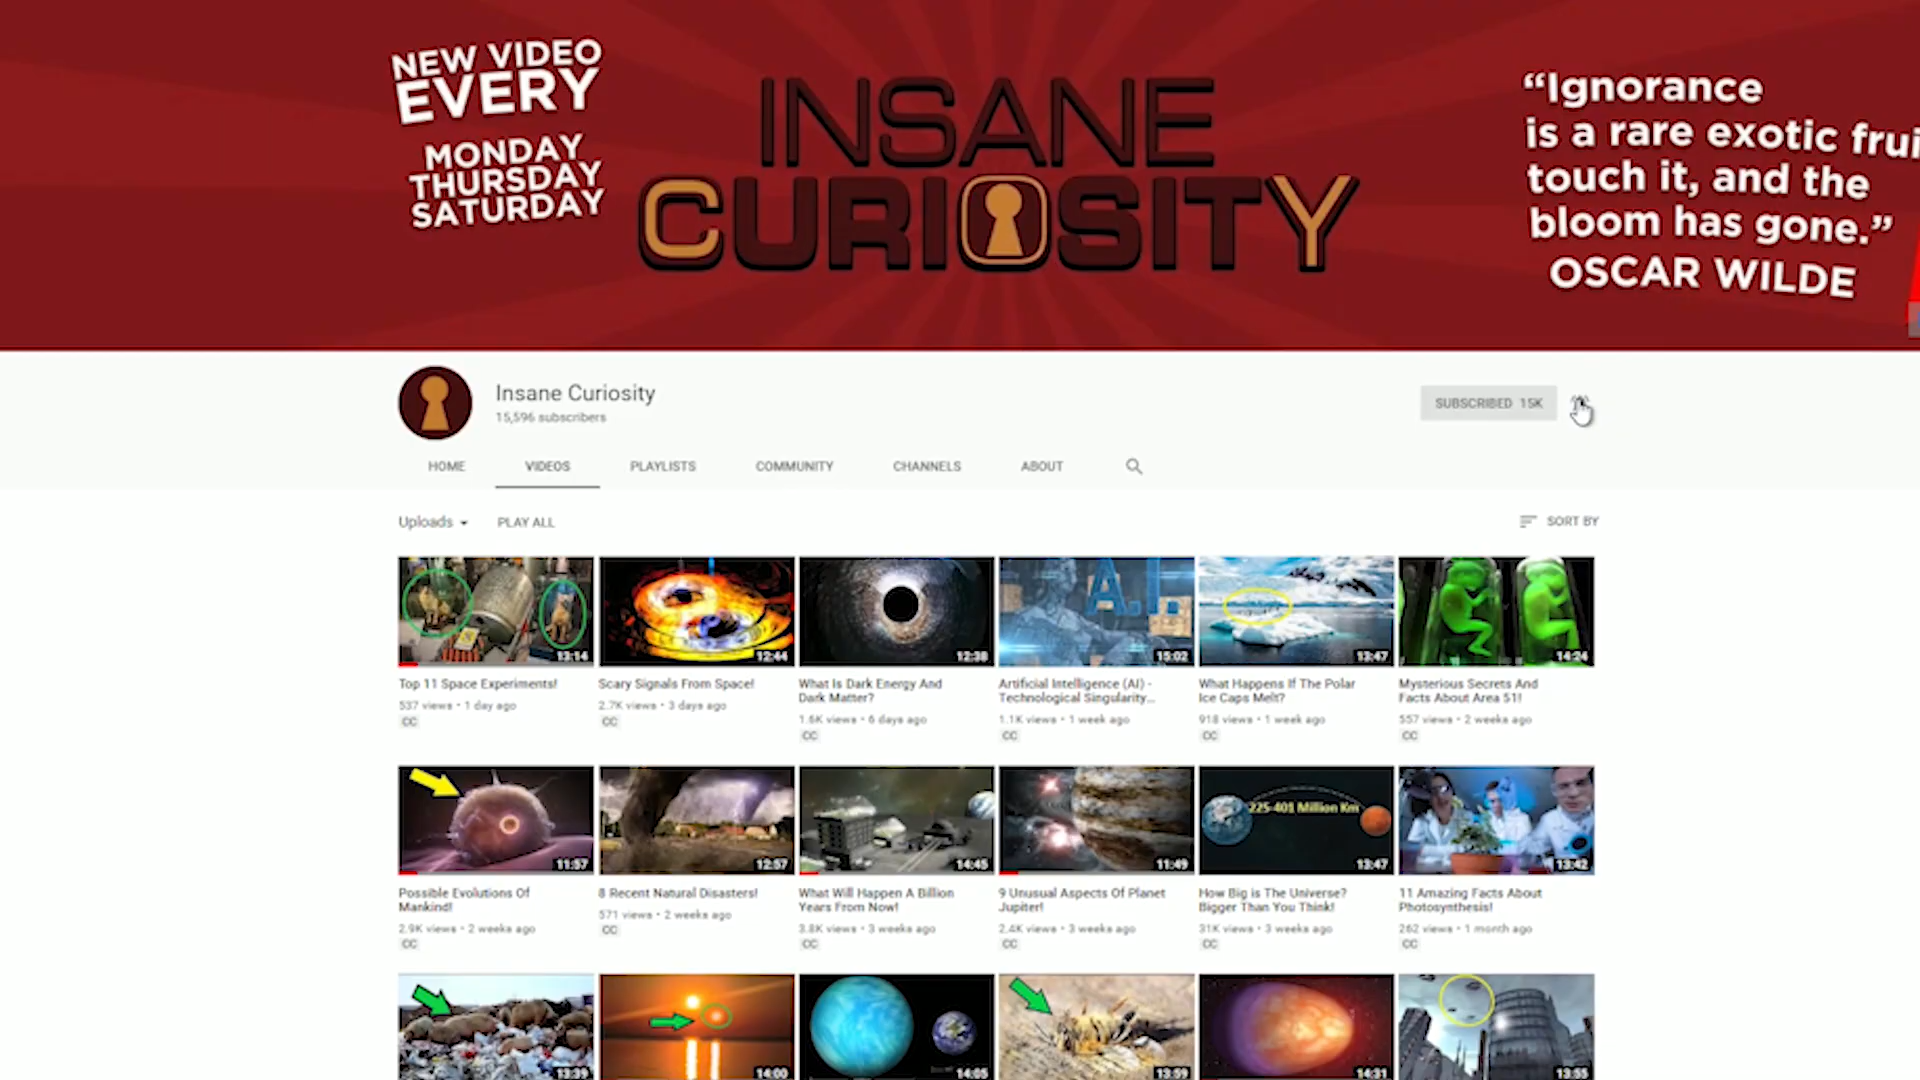 NEW VIDEO
EVERY
MONDAY
THURSDAY
SATURDAY
INSANE
CURIOSITY
“Ignorance
is a rare exotic frui
touch it, and the
bloom has gone.”
OSCAR WILDE
Insane Curiosity
15,596 subscribers
SUBSCRIBED 15K
HOME VIDEOS PLAYLISTS COMMUNITY CHANNELS ABOUT
Uploads PLAY ALL SORT BY
A.I.
13:14 12:44 12:38 15:02 13:47 14:24
Top 11 Space Experiments!
537 views • 1 day ago
CC
Scary Signals From Space!
2.7K views • 3 days ago
CC
What Is Dark Energy And
Dark Matter?
1.6K views • 6 days ago
CC
Artificial Intelligence (AI) -
Technological Singularity...
1.1K views • 1 week ago
CC
What Happens If The Polar
Ice Caps Melt?
918 views • 1 week ago
CC
Mysterious Secrets And
Facts About Area 51!
557 views • 2 weeks ago
CC
225-401 Million Km
11:57 12:57 14:45 11:49 13:47 13:42
Possible Evolutions Of
Mankind!
2.9K views • 2 weeks ago
CC
8 Recent Natural Disasters!
571 views • 2 weeks ago
CC
What Will Happen A Billion
Years From Now!
3.8K views • 3 weeks ago
CC
9 Unusual Aspects Of Planet
Jupiter!
2.4K views • 3 weeks ago
CC
How Big is The Universe?
Bigger Than You Think!
31K views • 3 weeks ago
CC
11 Amazing Facts About
Photosynthesis!
262 views • 1 month ago
CC
13:39 14:00 14:05 13:59 14:31 13:55